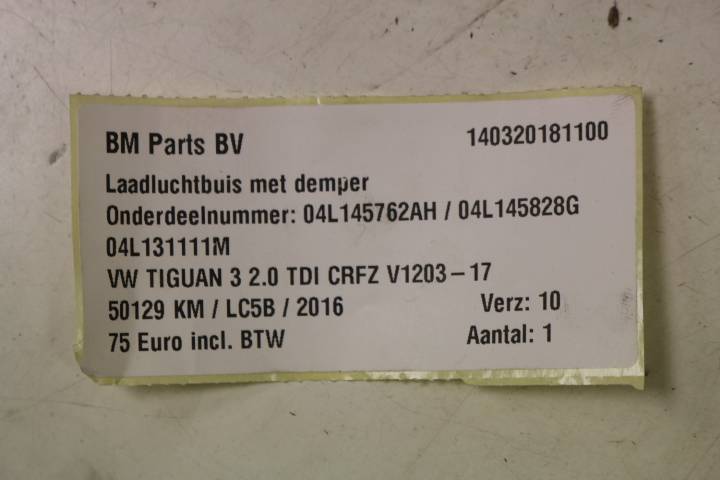 BM Parts BV 140320181100
Laadluchtbuis met demper
Onderdeelnummer: 04L145762AH / 04L145828G
04L131111M
VW TIGUAN 3 2.0 TDI CRFZ V1203-17
50129 KM / LC5B / 2016 Verz: 10
75 Euro incl. BTW Aantal: 1